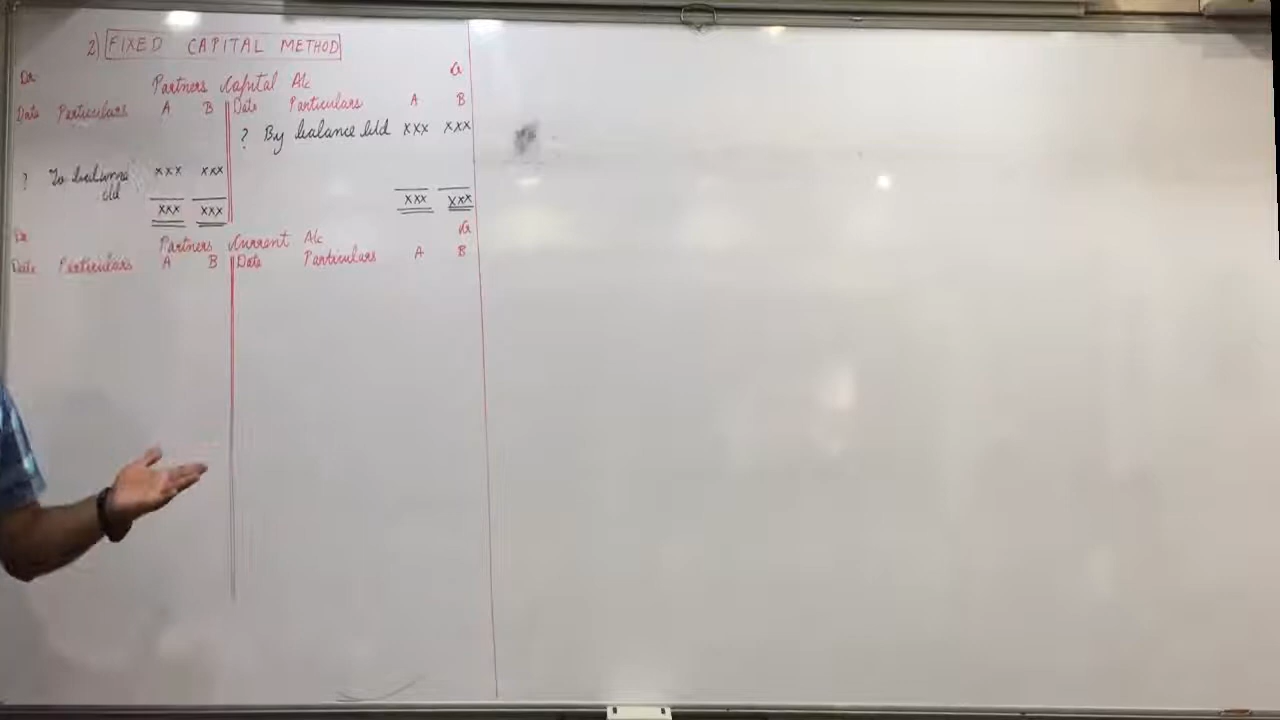 2) FIXED CAPITAL METHOD
Dr Partners Capital A/c Cr
Date Particulars A B Date Particulars A B
? By balance b/d xxx xxx
? To balance c/d xxx xxx
xxx xxx xxx xxx
Dr Partners Current A/c Cr
Date Particulars A B Date Particulars A B